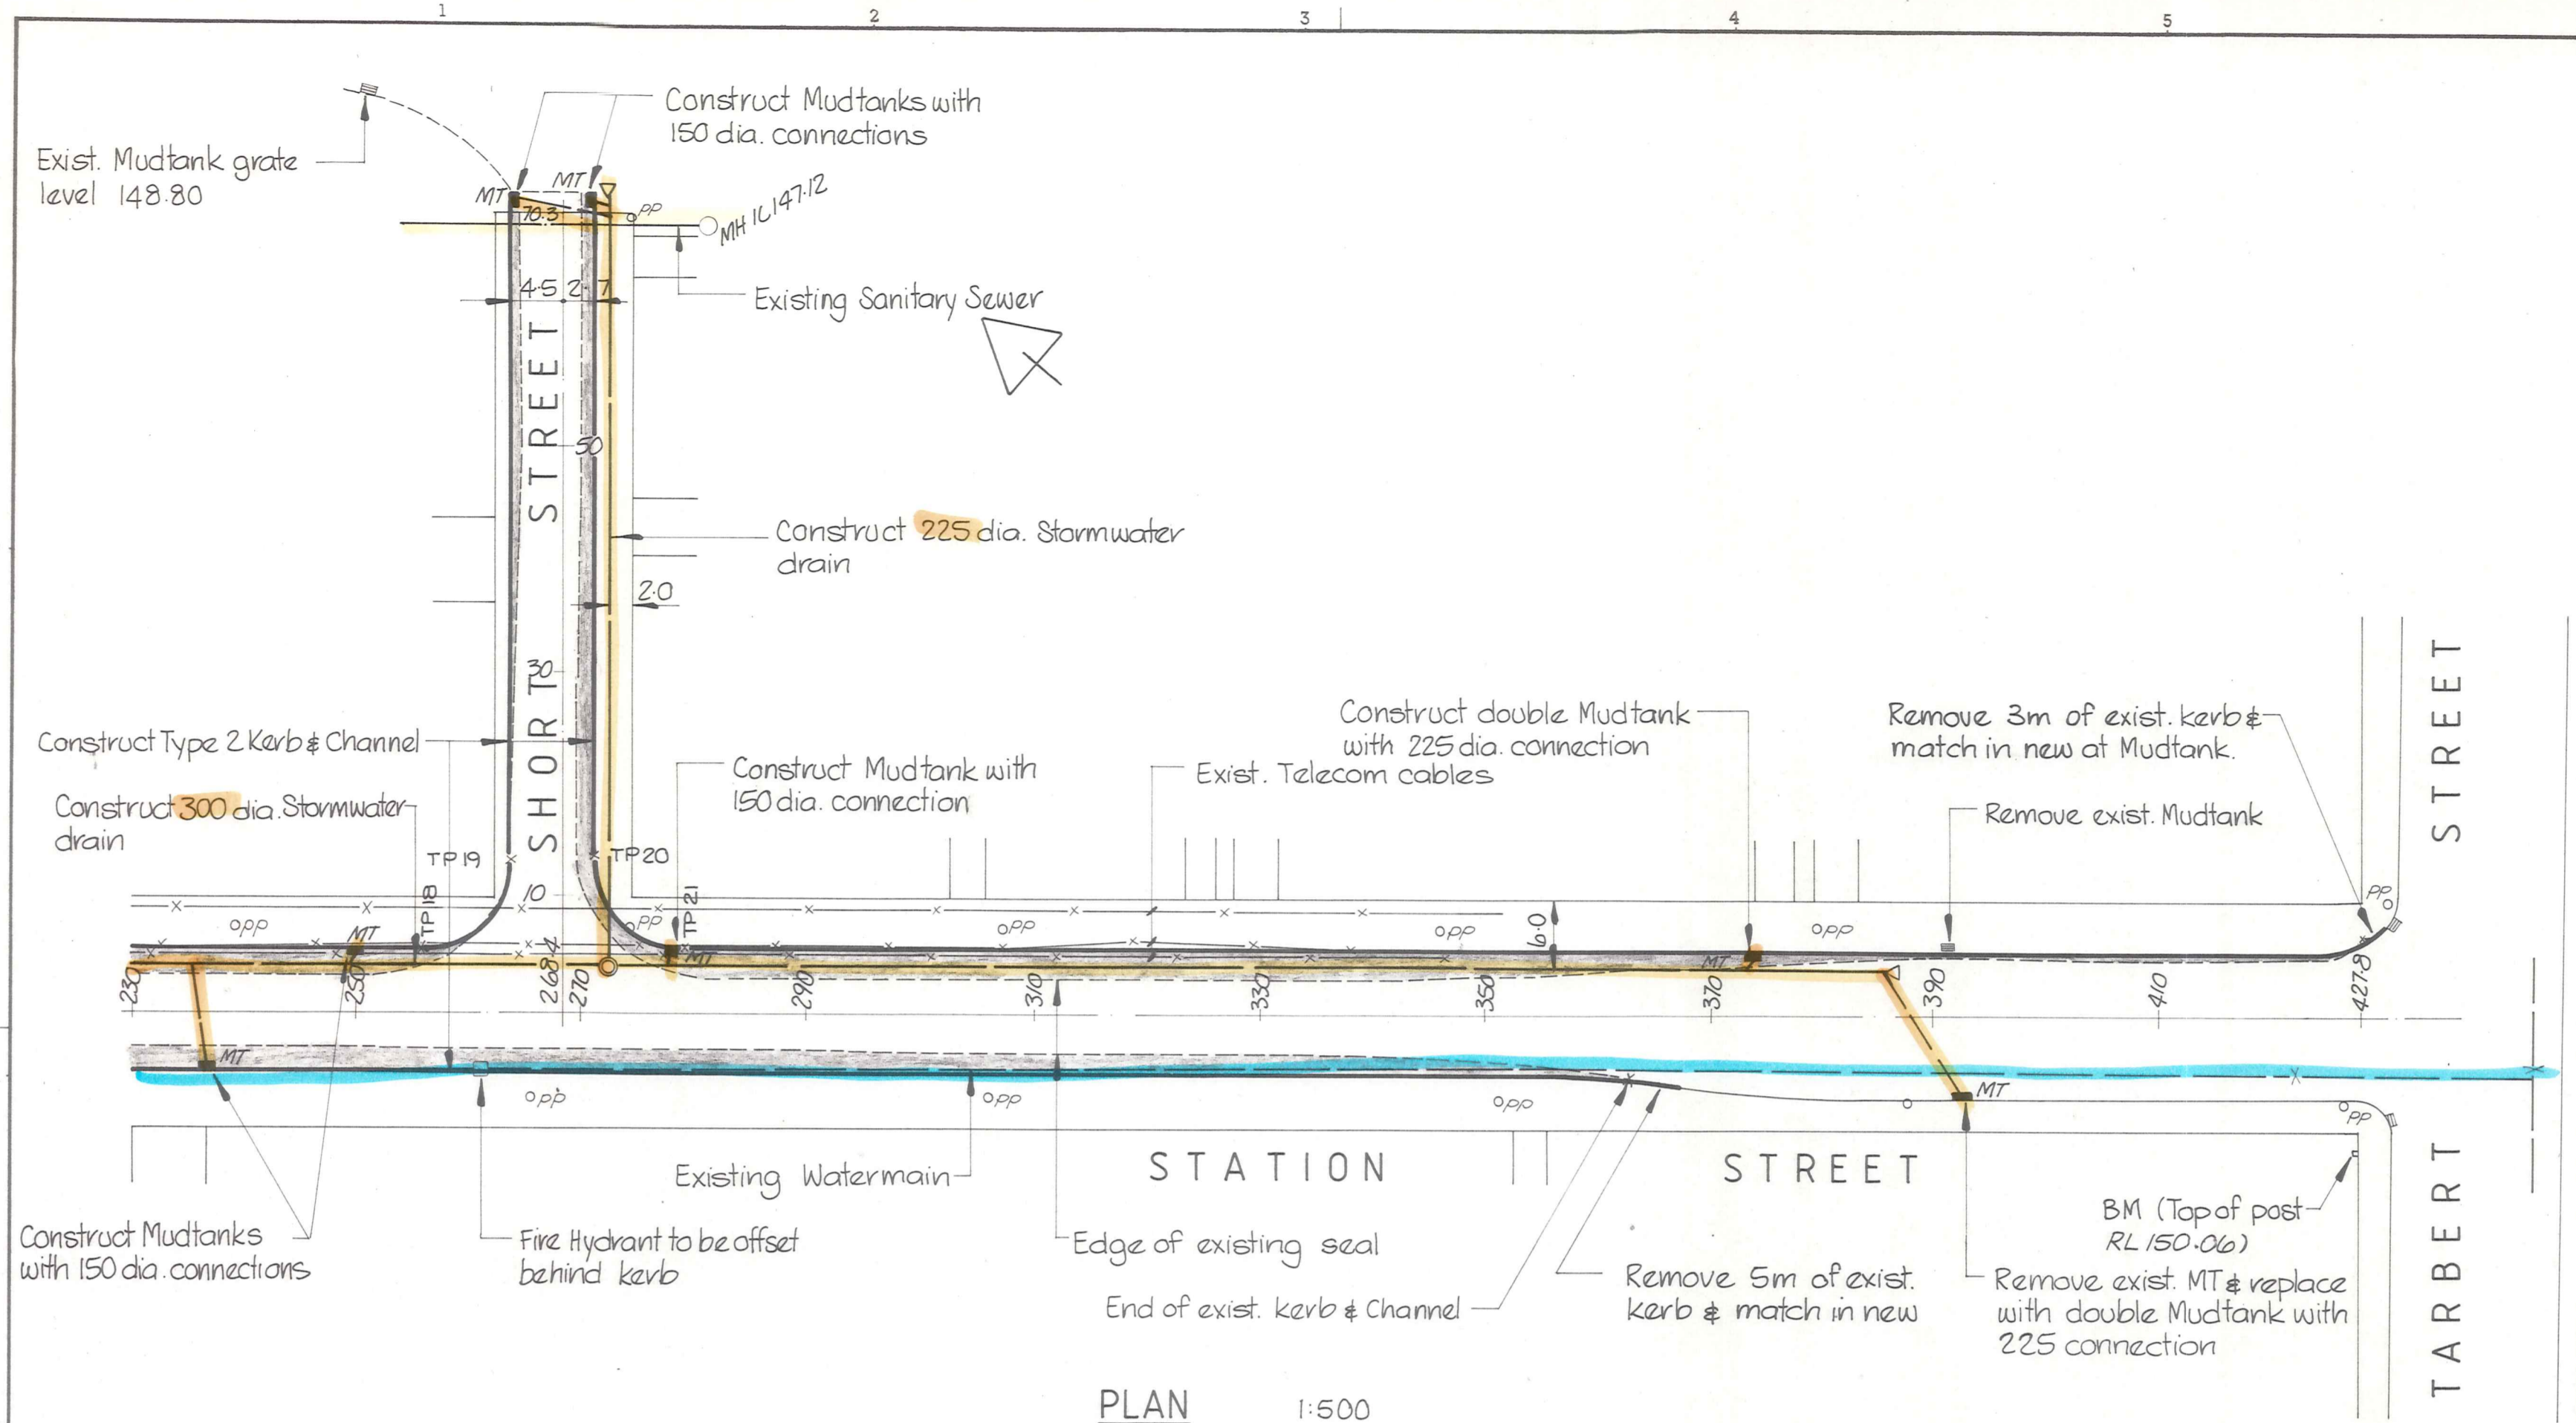 1
2
3
4
5
Construct Mudtanks with
150 dia. connections
Exist. Mudtank grate
level 148.80
MT
MT
70.3
PP
MH IL 147.12
4.5
2.7
Existing Sanitary Sewer
SHORT STREET
50
Construct 225 dia. Stormwater
drain
2.0
30
Construct Type 2 Kerb & Channel
Construct 300 dia. Stormwater
drain
Construct Mudtank with
150 dia. connection
Exist. Telecom cables
Construct double Mudtank
with 225 dia. connection
Remove 3m of exist. kerb &
match in new at Mudtank.
Remove exist. Mudtank
TP 19
TP 20
TP 18
TP 21
10
PP
MT
PP
PP
PP
PP
PP
6.0
MT
MT
230
250
268.4
270
290
310
330
350
370
390
410
427.8
MT
MT
PP
PP
PP
PP
STATION STREET
TARBERT STREET
Existing Watermain
Construct Mudtanks
with 150 dia. connections
Fire Hydrant to be offset
behind kerb
Edge of existing seal
End of exist. kerb & Channel
Remove 5m of exist.
kerb & match in new
BM (Top of post
RL 150.06)
Remove exist. MT & replace
with double Mudtank with
225 connection
PLAN 1:500